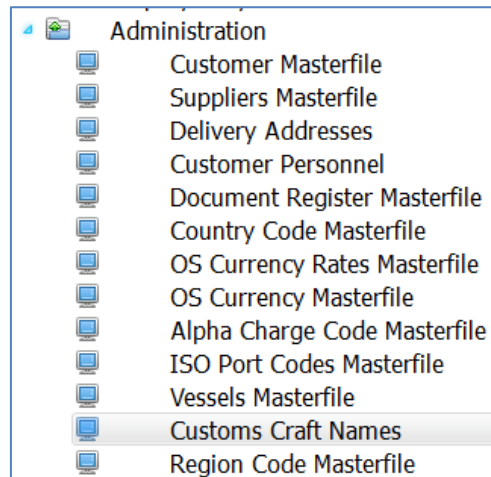 Administration
Customer Masterfile
Suppliers Masterfile
Delivery Addresses
Customer Personnel
Document Register Masterfile
Country Code Masterfile
OS Currency Rates Masterfile
OS Currency Masterfile
Alpha Charge Code Masterfile
ISO Port Codes Masterfile
Vessels Masterfile
Customs Craft Names
Region Code Masterfile